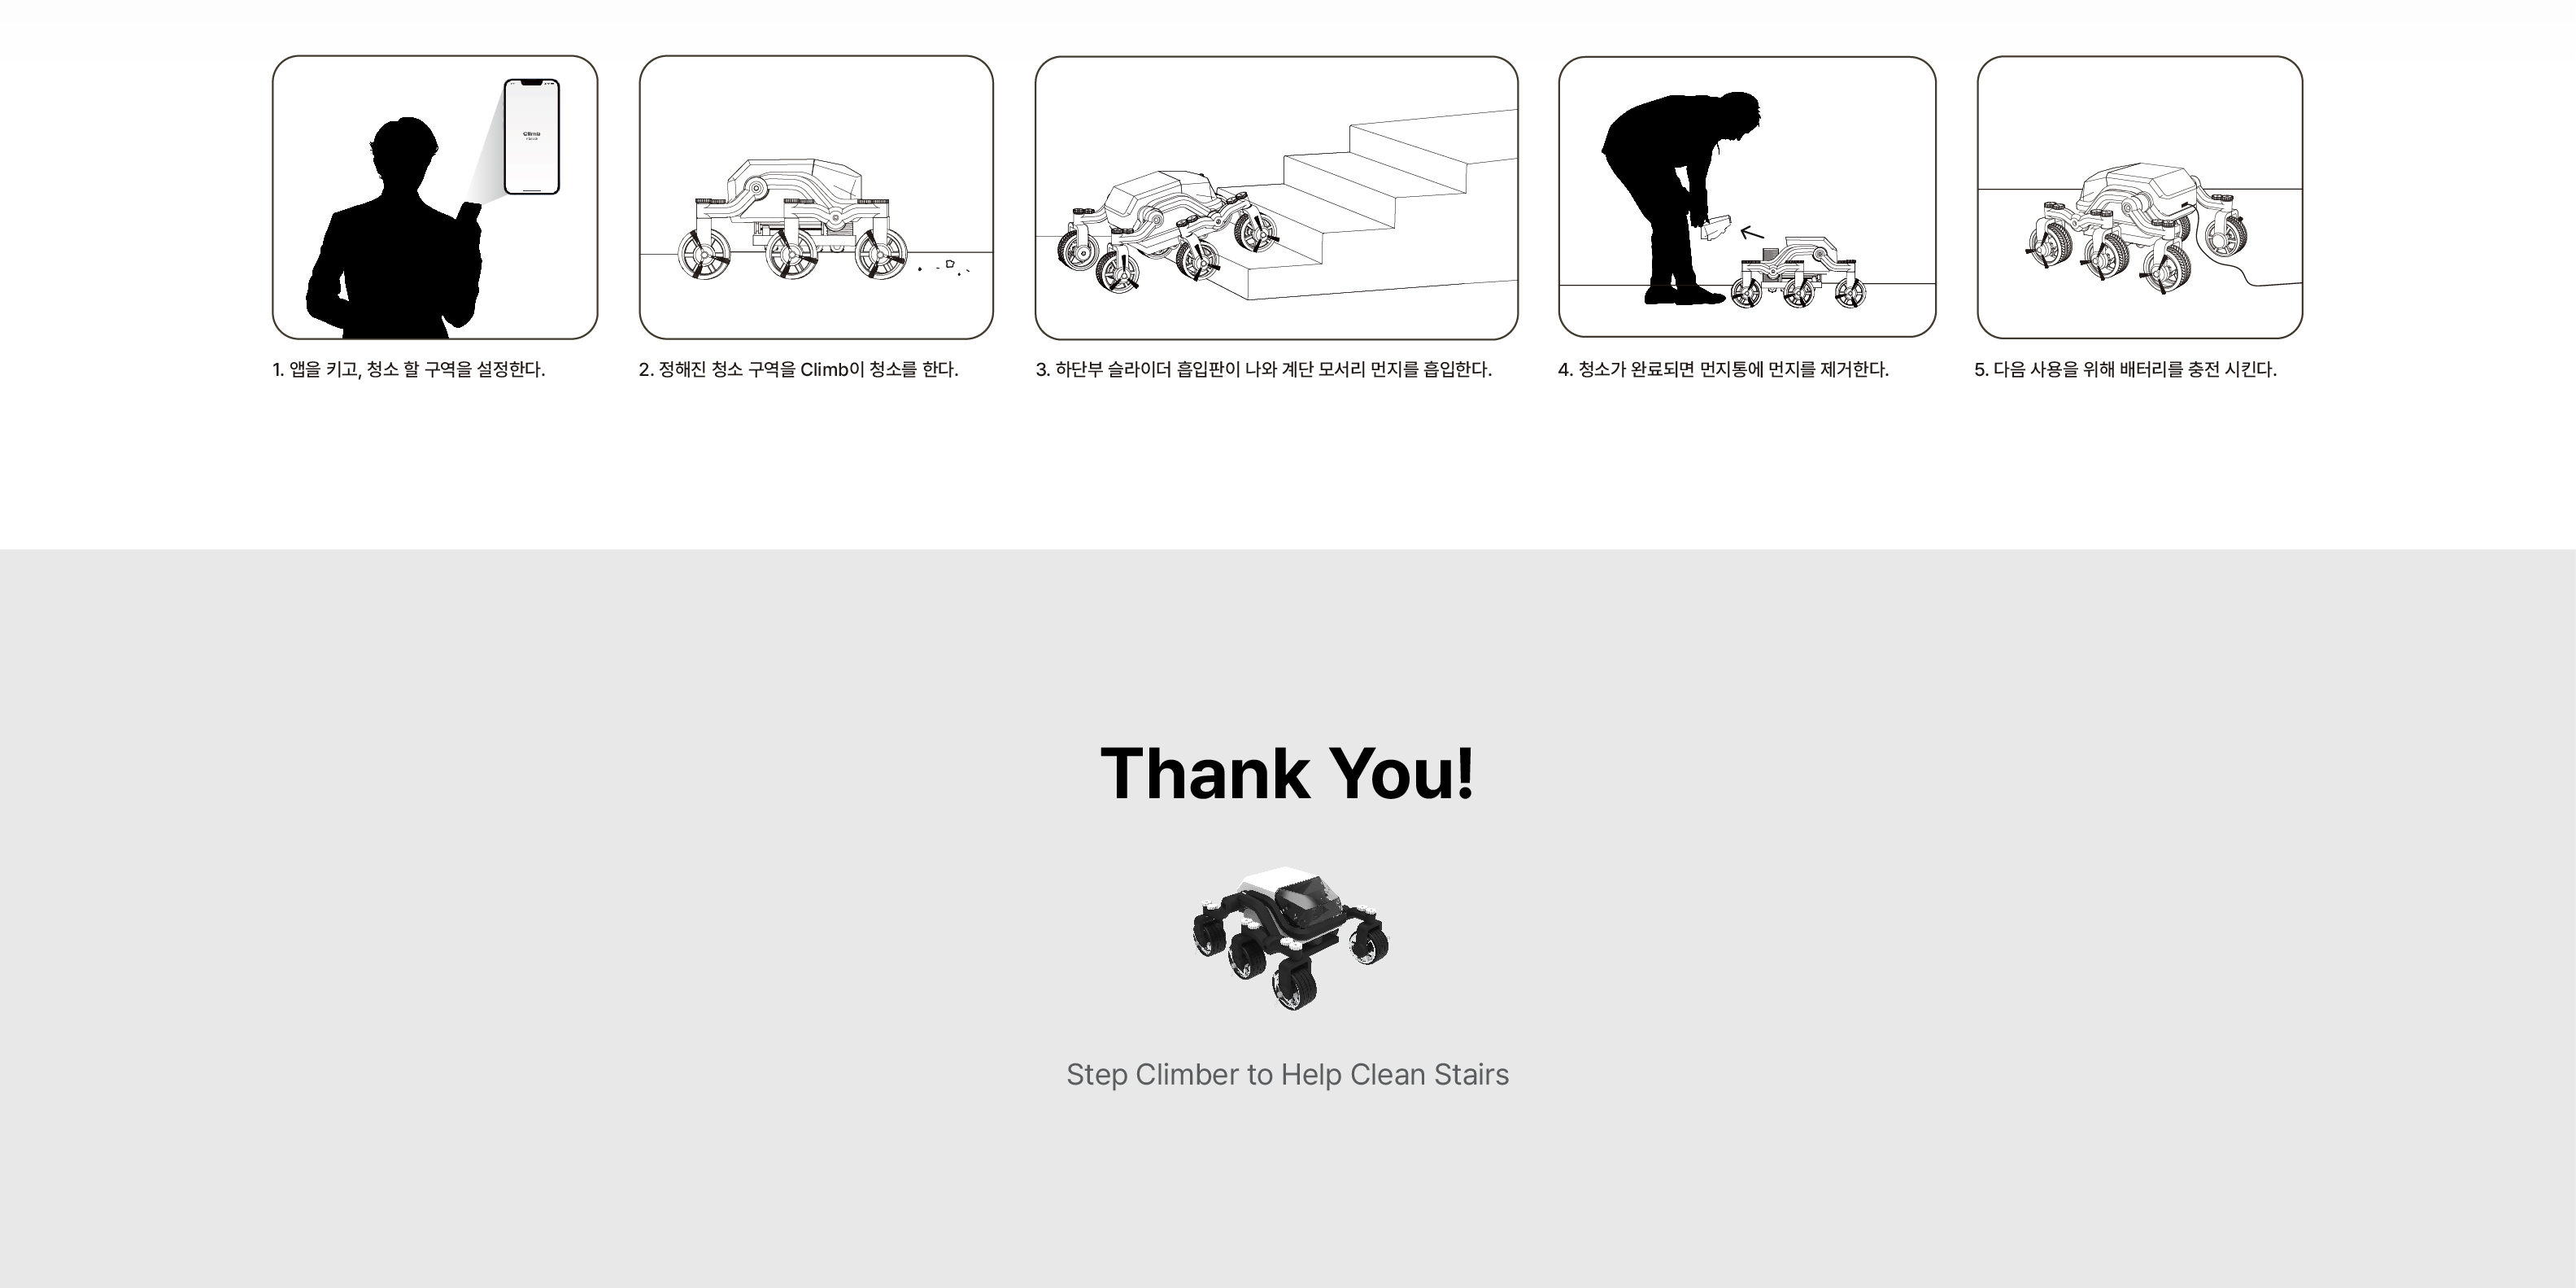 Climb
1. 앱을 키고, 청소 할 구역을 설정한다.
2. 정해진 청소 구역을 Climb이 청소를 한다.
3. 하단부 슬라이더 흡입판이 나와 계단 모서리 먼지를 흡입한다.
4. 청소가 완료되면 먼지통에 먼지를 제거한다.
5. 다음 사용을 위해 배터리를 충전 시킨다.
Thank You!
Step Climber to Help Clean Stairs